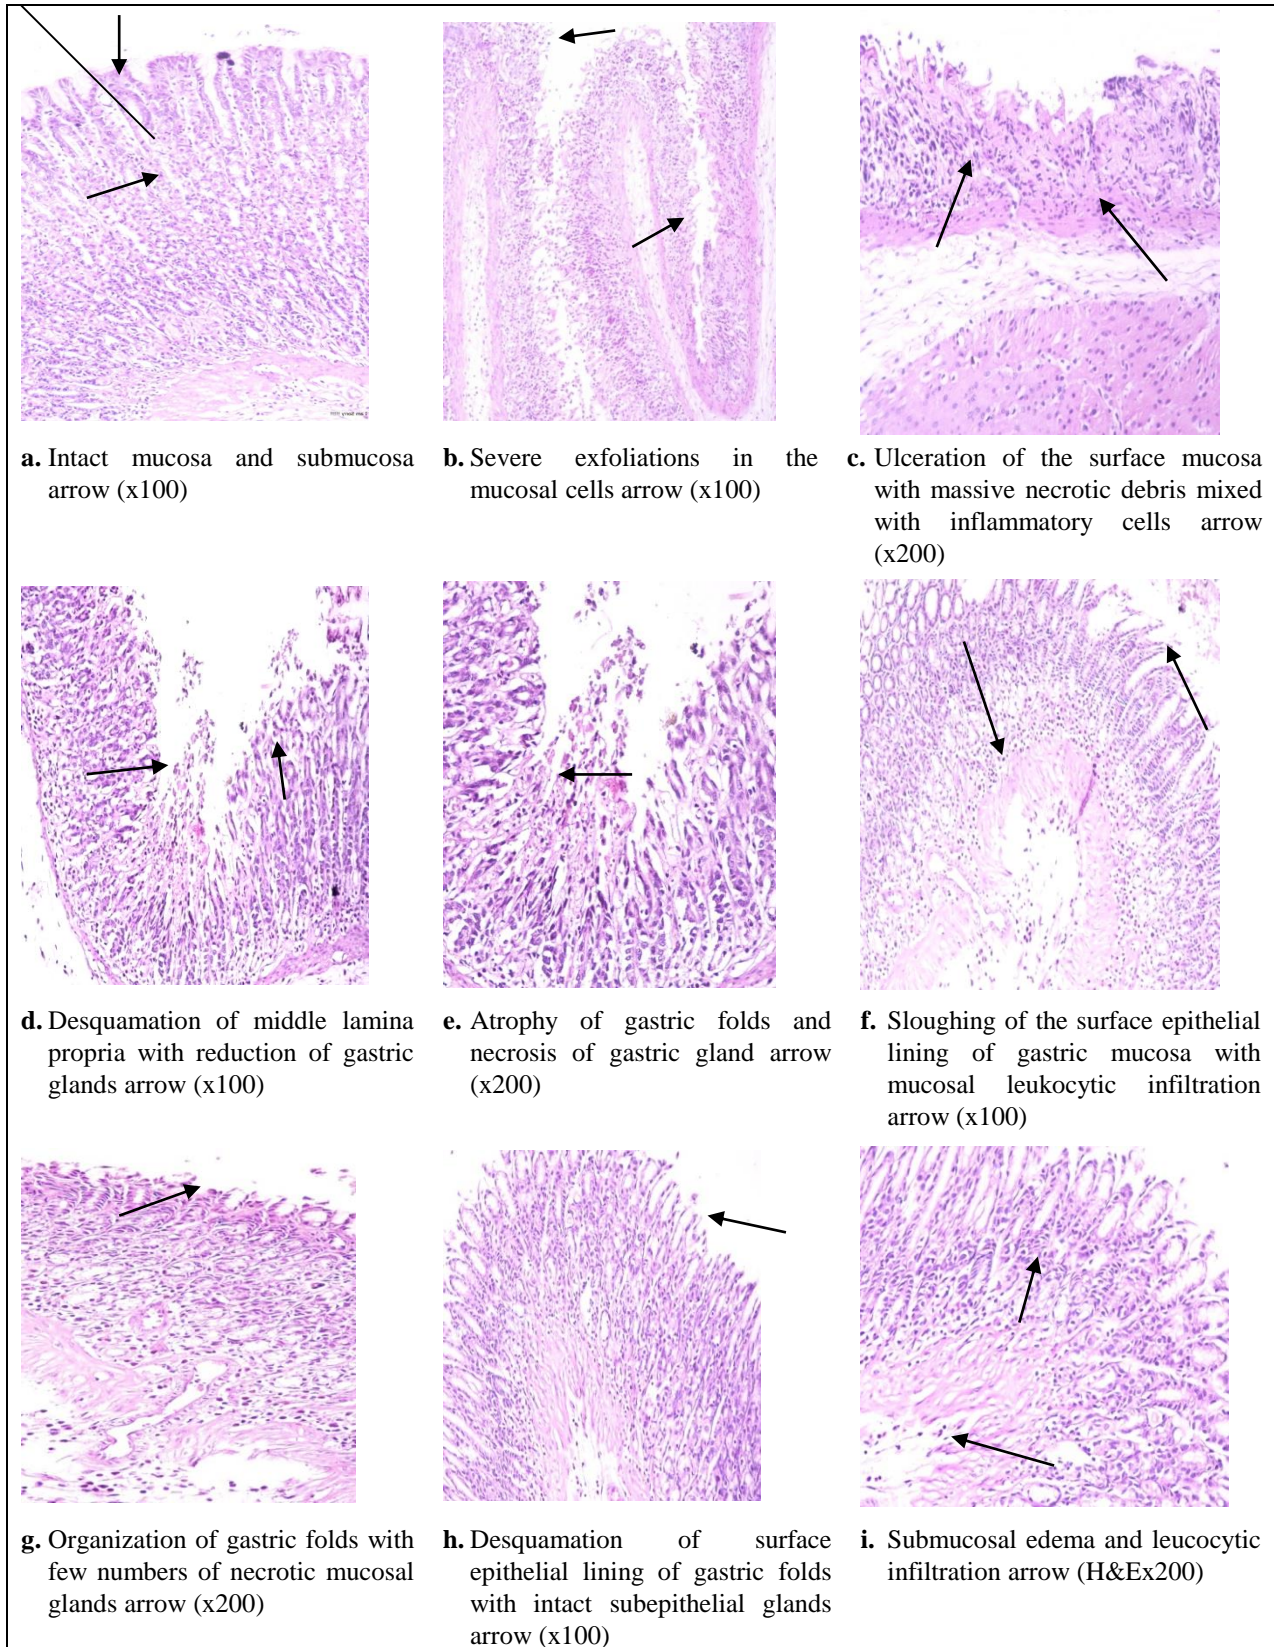 a. Intact mucosa and submucosa
arrow (x100)
b. Severe exfoliations in the
mucosal cells arrow (x100)
c. Ulceration of the surface mucosa
with massive necrotic debris mixed
with inflammatory cells arrow
(x200)
d. Desquamation of middle lamina
propria with reduction of gastric
glands arrow (x100)
e. Atrophy of gastric folds and
necrosis of gastric gland arrow
(x200)
f. Sloughing of the surface epithelial
lining of gastric mucosa with
mucosal leukocytic infiltration
arrow (x100)
g. Organization of gastric folds with
few numbers of necrotic mucosal
glands arrow (x200)
h. Desquamation of surface
epithelial lining of gastric folds
with intact subepithelial glands
arrow (x100)
i. Submucosal edema and leucocytic
infiltration arrow (H&Ex200)